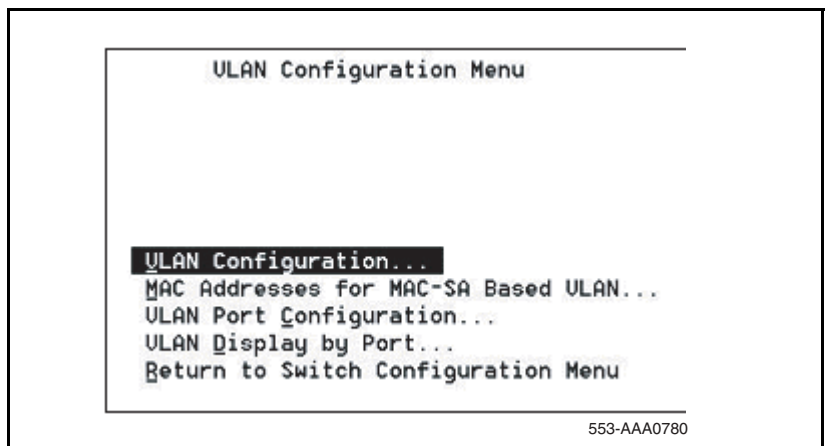 VLAN Configuration Menu
VLAN Configuration...
MAC Addresses for MAC-SA Based VLAN...
VLAN Port Configuration...
VLAN Display by Port...
Return to Switch Configuration Menu
553-AAA0780